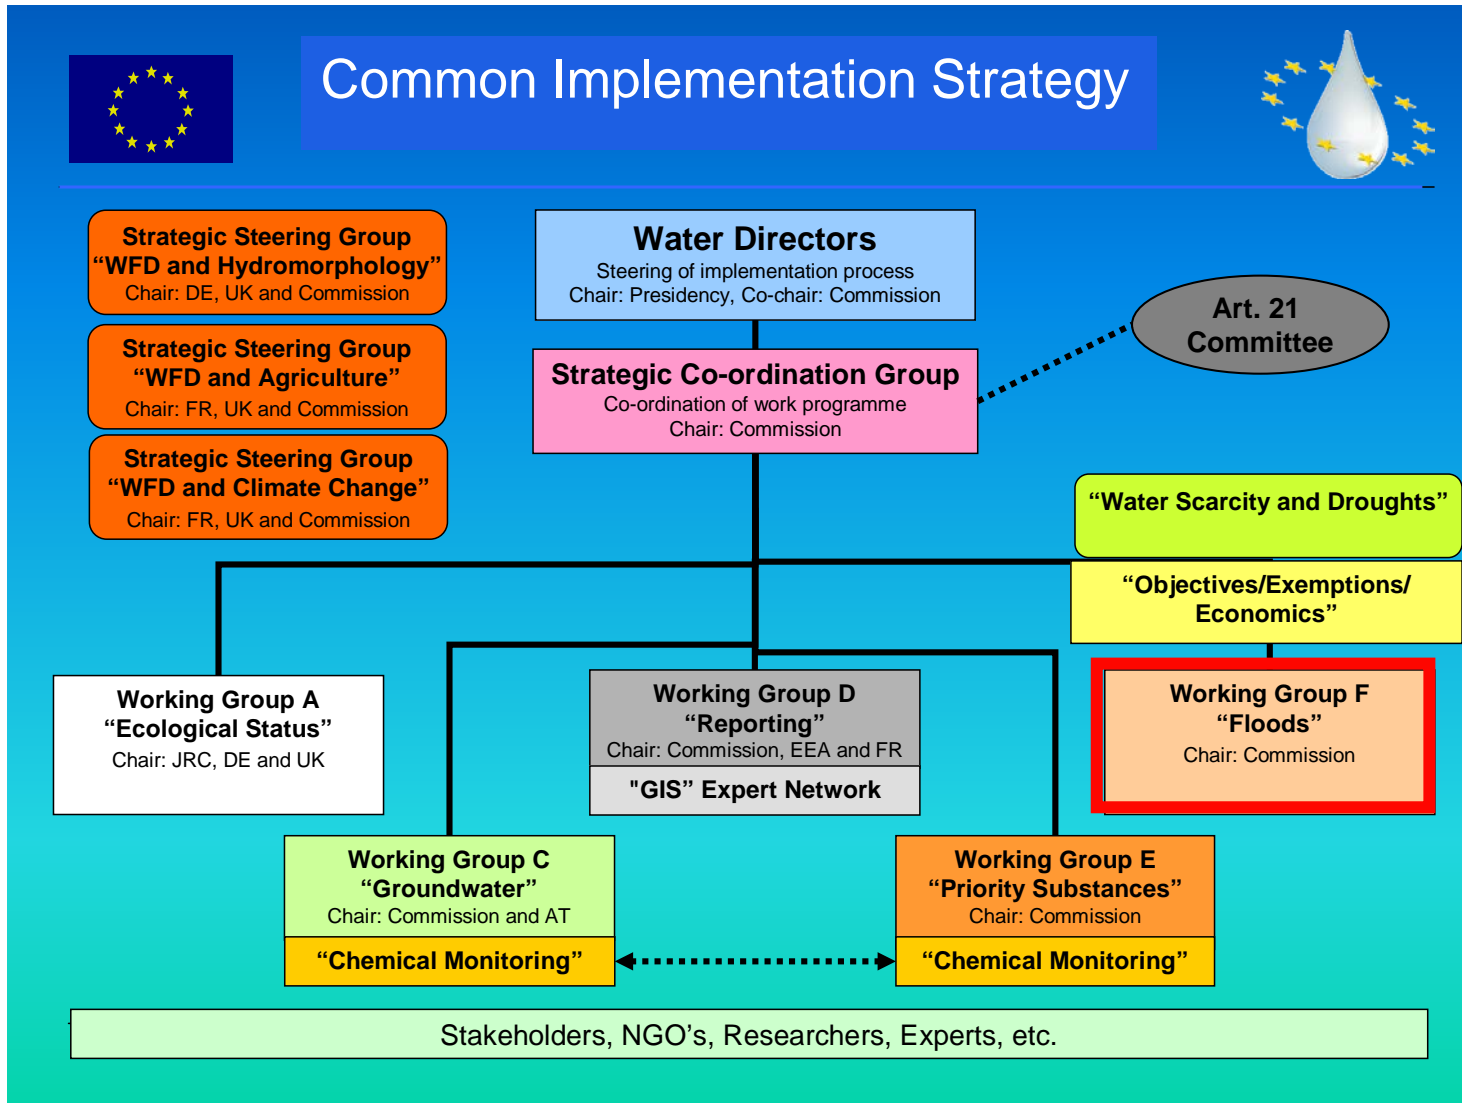 Common Implementation Strategy
Strategic Steering Group
“WFD and Hydromorphology”
Chair: DE, UK and Commission
Strategic Steering Group
“WFD and Agriculture”
Chair: FR, UK and Commission
Strategic Steering Group
“WFD and Climate Change”
Chair: FR, UK and Commission
Water Directors
Steering of implementation process
Chair: Presidency, Co-chair: Commission
Strategic Co-ordination Group
Co-ordination of work programme
Chair: Commission
Art. 21
Committee
“Water Scarcity and Droughts”
“Objectives/Exemptions/
Economics”
Working Group A
“Ecological Status”
Chair: JRC, DE and UK
Working Group D
“Reporting”
Chair: Commission, EEA and FR
"GIS” Expert Network
Working Group F
“Floods”
Chair: Commission
Working Group C
“Groundwater”
Chair: Commission and AT
“Chemical Monitoring”
Working Group E
“Priority Substances”
Chair: Commission
“Chemical Monitoring”
Stakeholders, NGO’s, Researchers, Experts, etc.